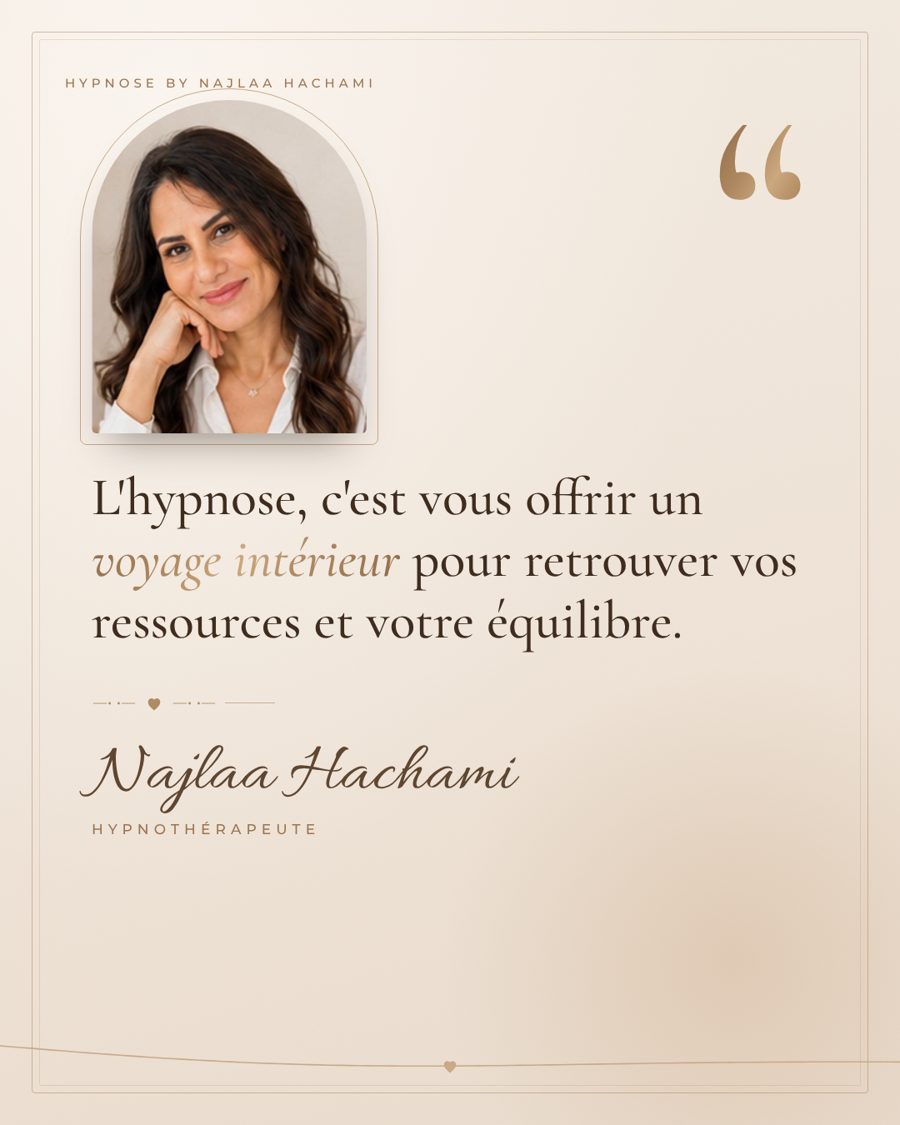 HYPNOSE BY NAJLAA HACHAMI
“
L'hypnose, c'est vous offrir un
voyage intérieur pour retrouver vos
ressources et votre équilibre.
Najlaa Hachami
HYPNOTHÉRAPEUTE